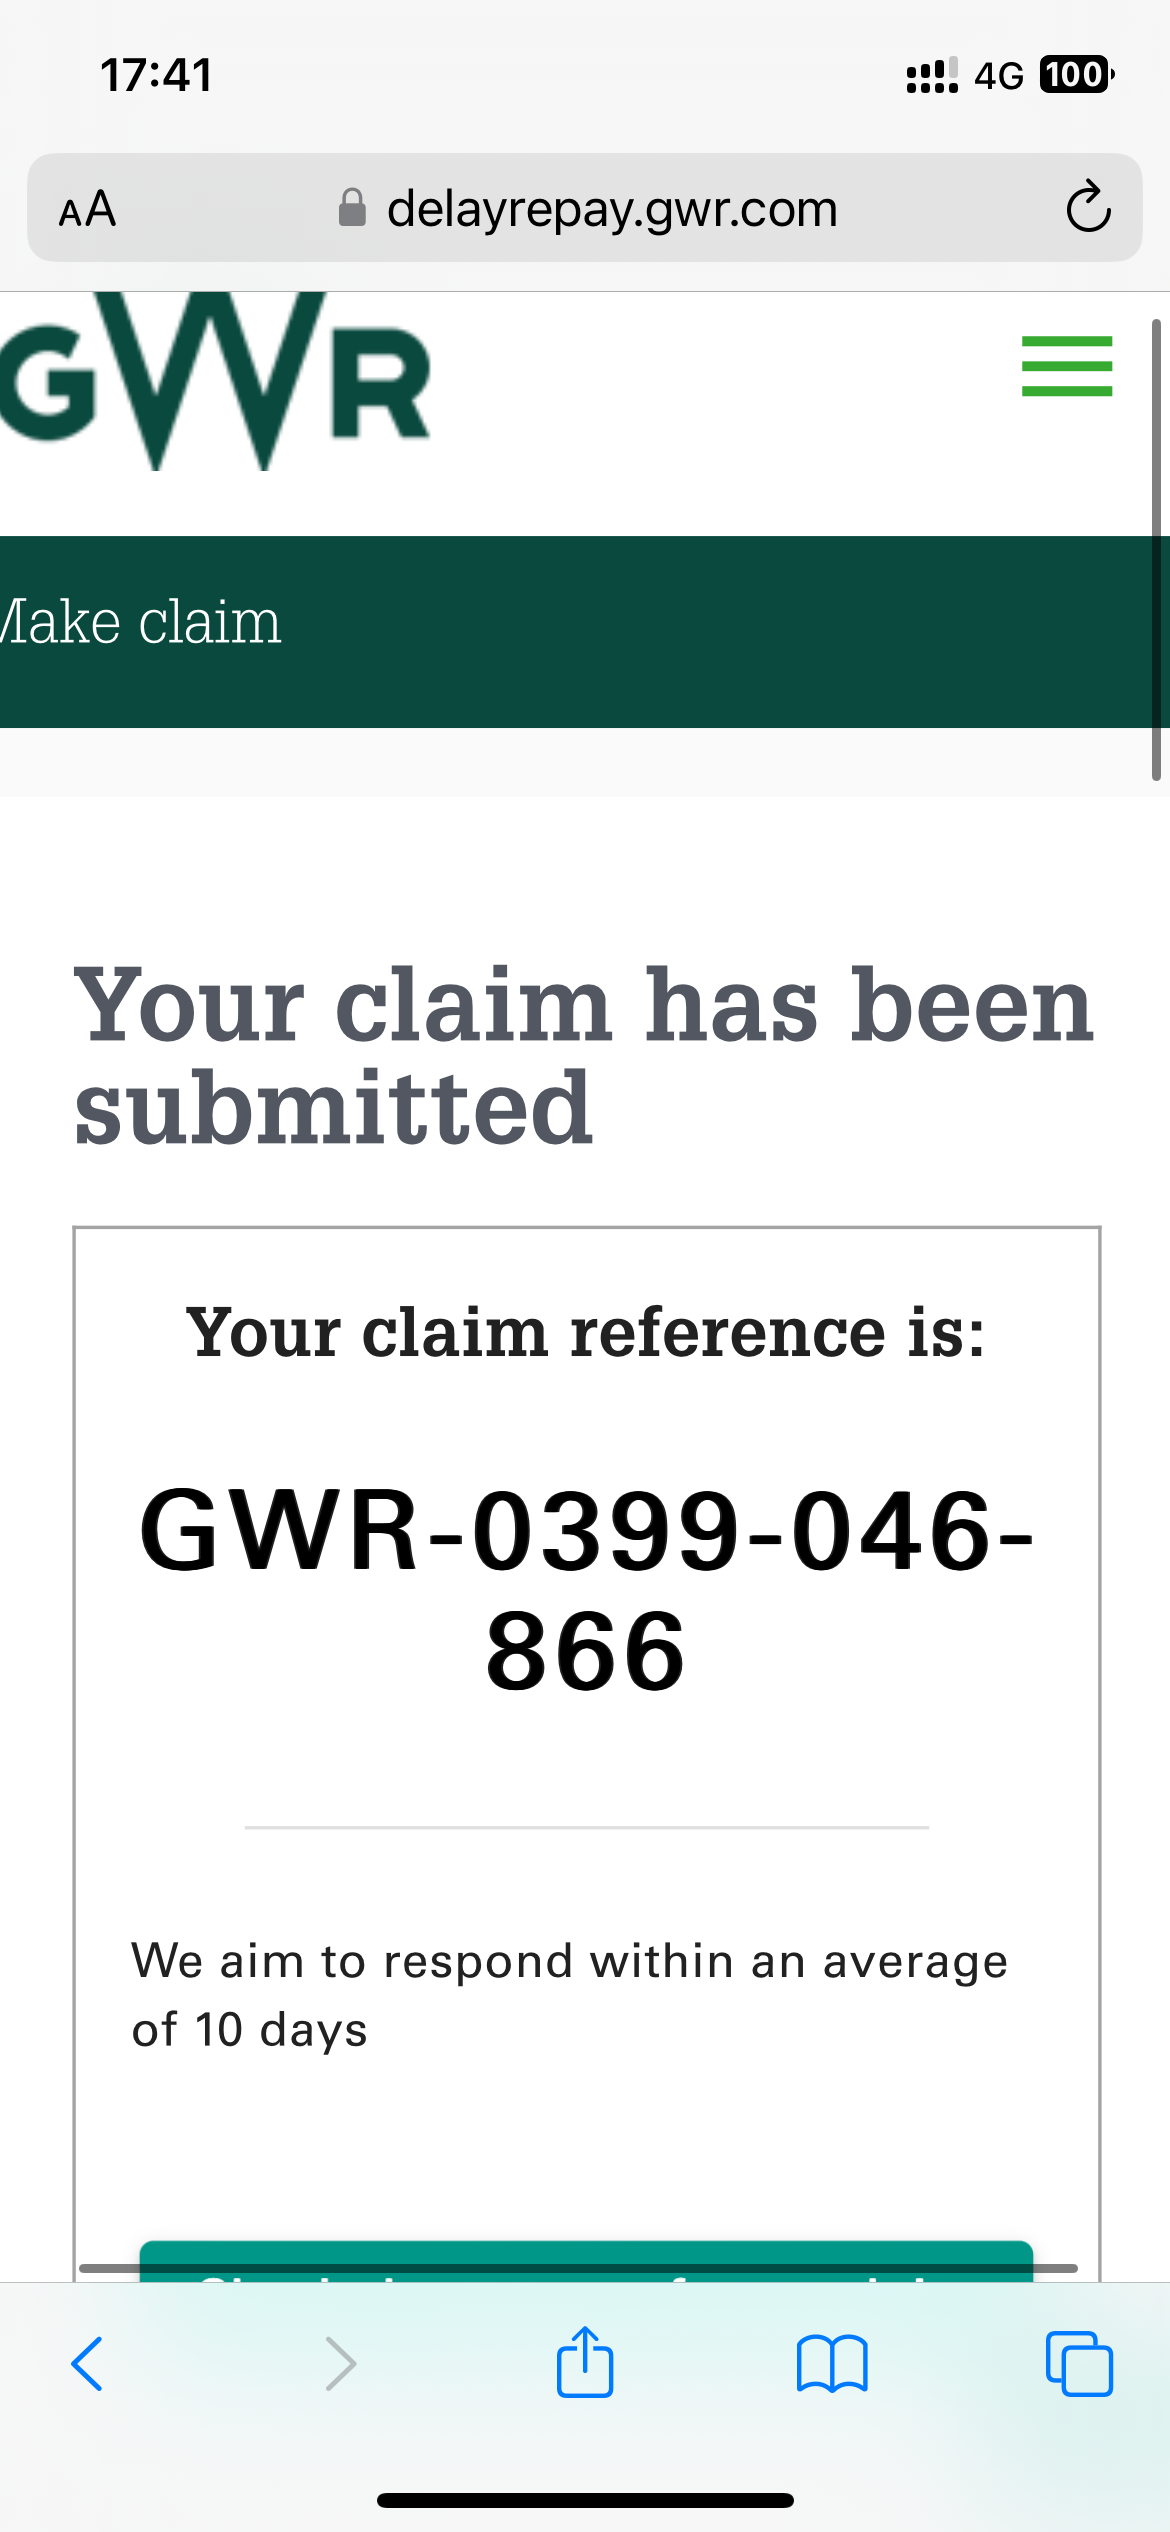 17:41
4G 100
AA delayrepay.gwr.com
GWR
Make claim
Your claim has been
submitted
Your claim reference is:
GWR-0399-046-
866
We aim to respond within an average
of 10 days